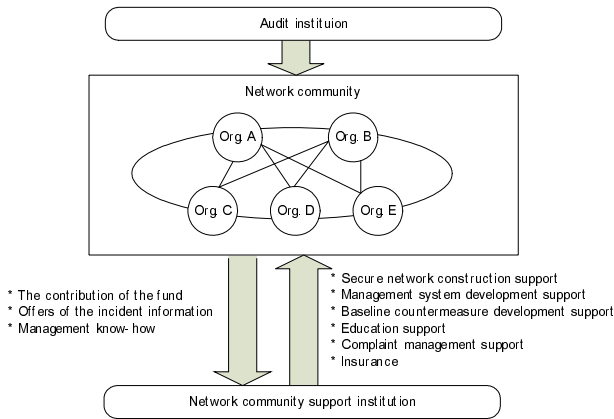 Audit instituion
Network community
Org. A
Org. B
Org. C
Org. D
Org. E
* The contribution of the fund
* Offers of the incident information
* Management know- how
* Secure network construction support
* Management system development support
* Baseline countermeasure development support
* Education support
* Complaint management support
* Insurance
Network community support institution